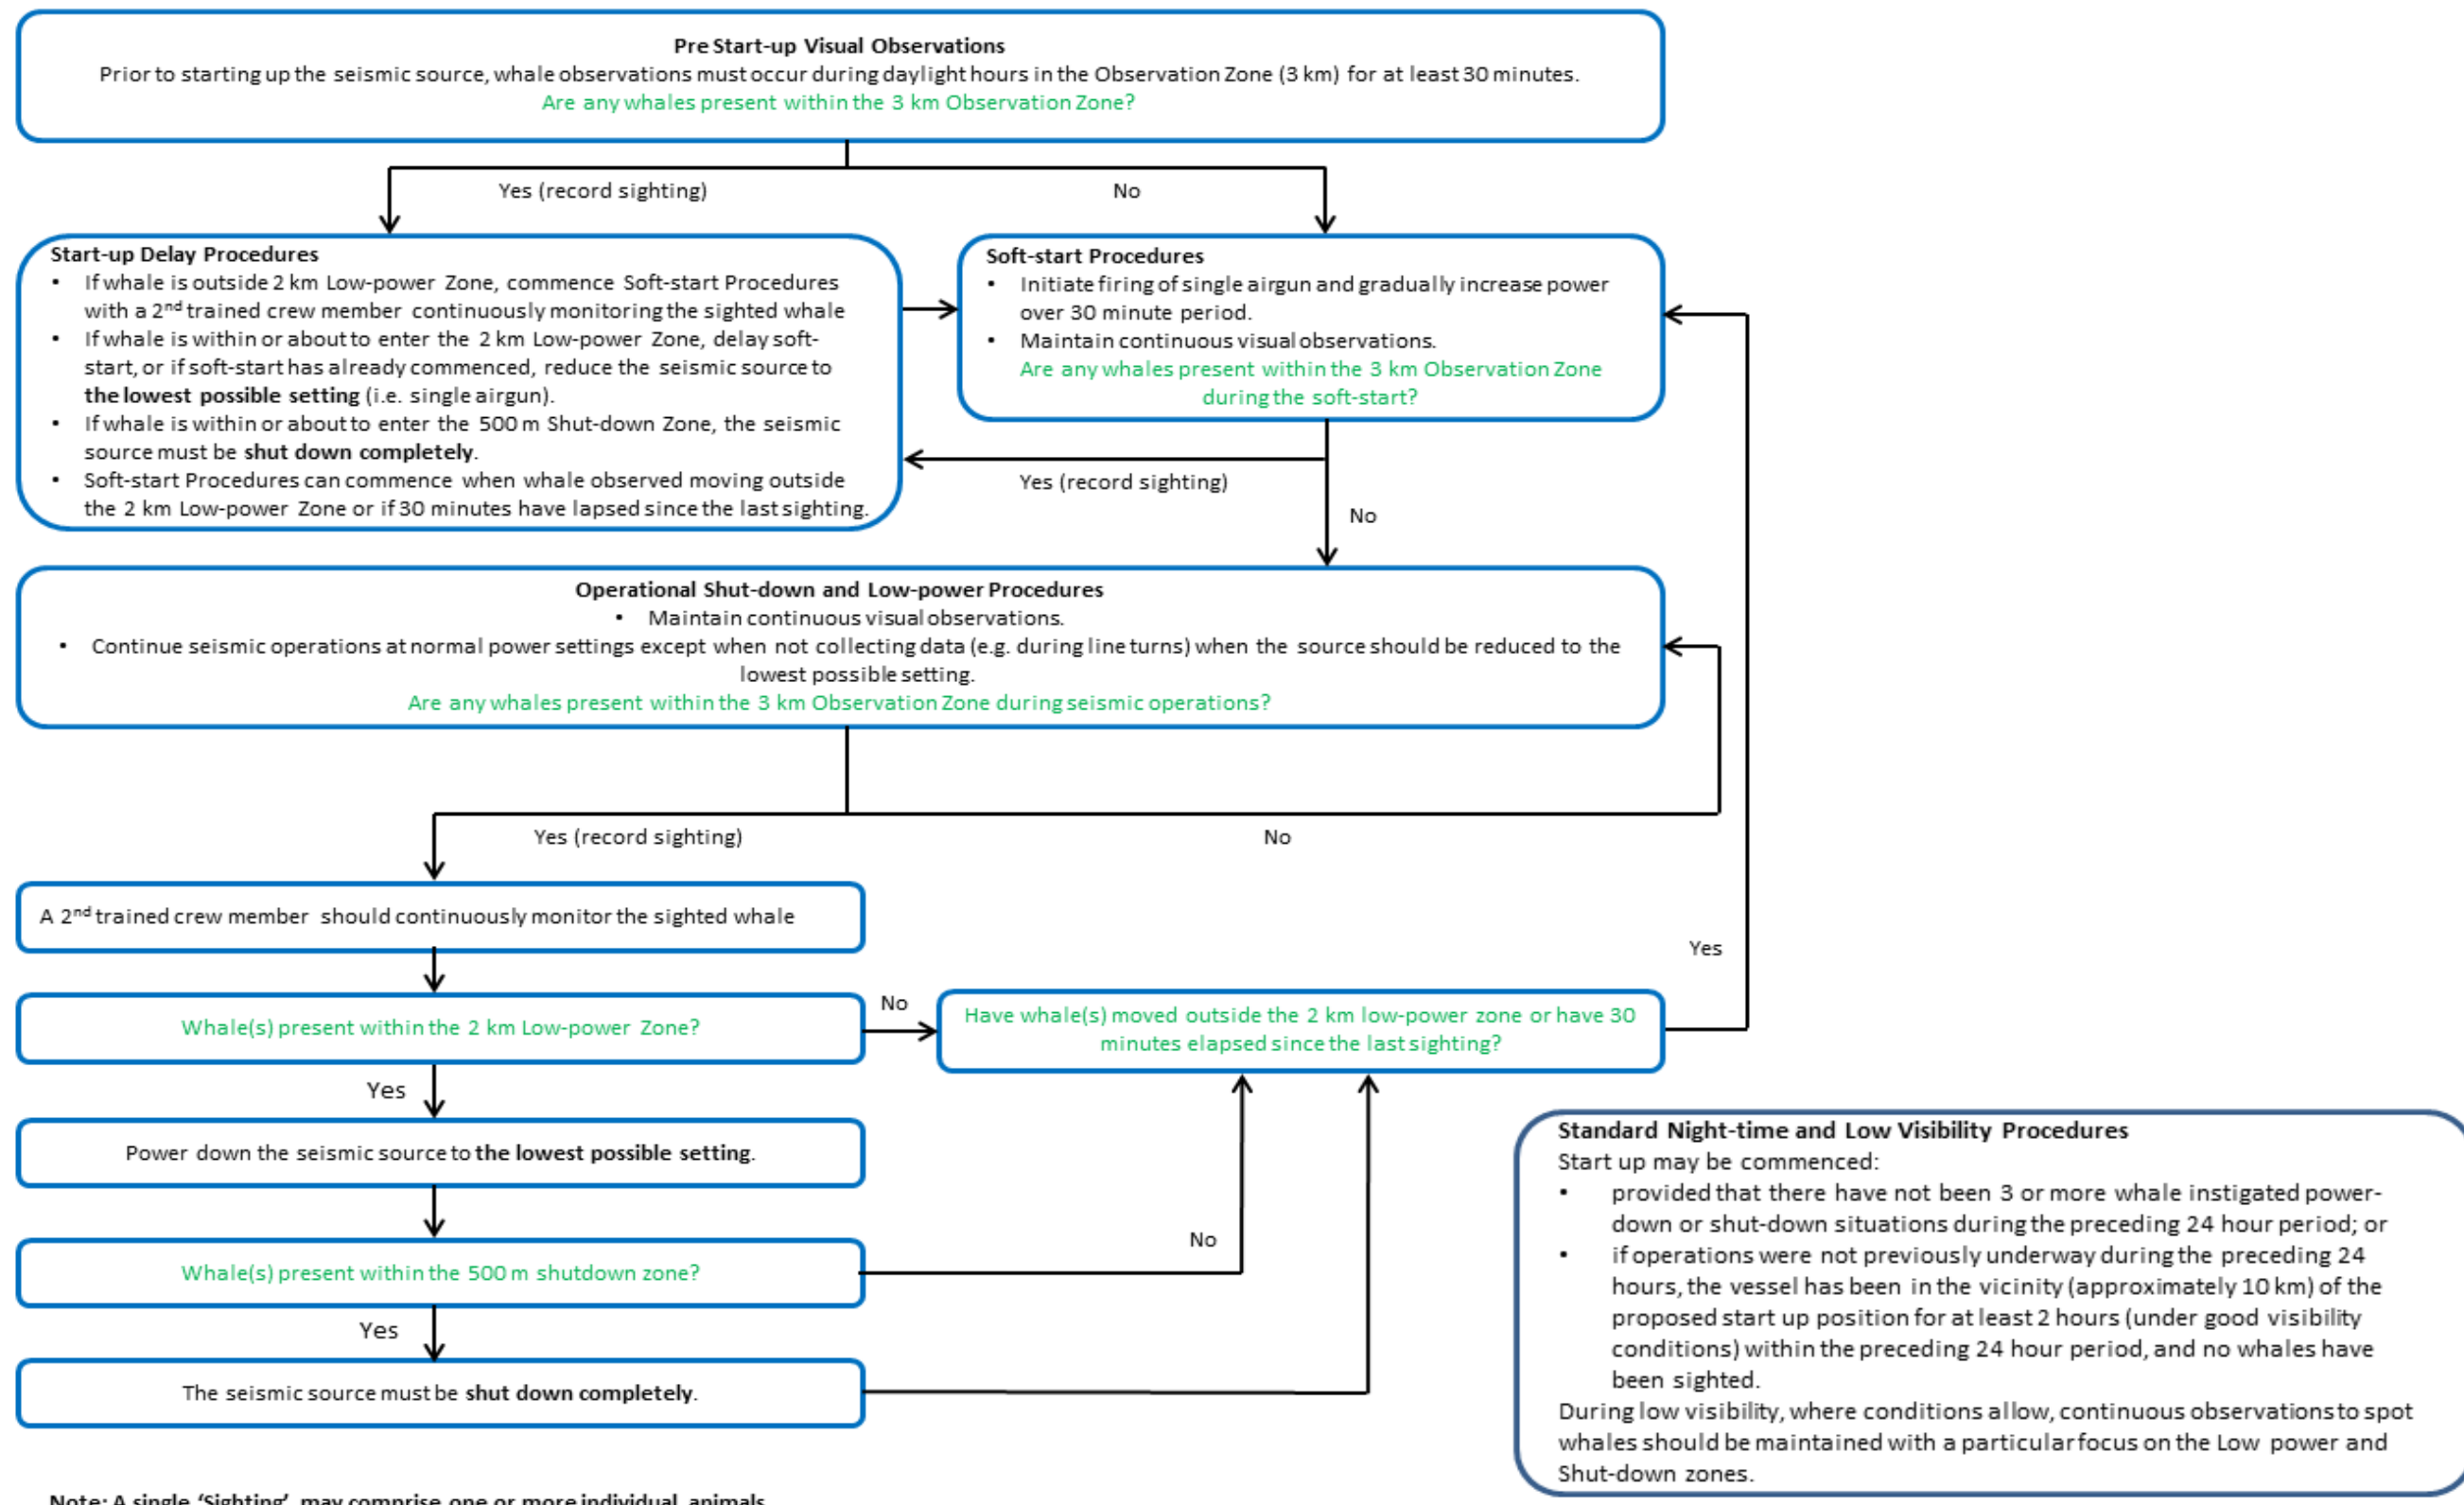 Pre Start-up Visual Observations
Prior to starting up the seismic source, whale observations must occur during daylight hours in the Observation Zone (3 km) for at least 30 minutes.
Are any whales present within the 3 km Observation Zone?
Yes (record sighting)
No
Start-up Delay Procedures
• If whale is outside 2 km Low-power Zone, commence Soft-start Procedures
with a 2nd trained crew member continuously monitoring the sighted whale
• If whale is within or about to enter the 2 km Low-power Zone, delay soft-
start, or if soft-start has already commenced, reduce the seismic source to
the lowest possible setting (i.e. single airgun).
• If whale is within or about to enter the 500 m Shut-down Zone, the seismic
source must be shut down completely.
• Soft-start Procedures can commence when whale observed moving outside
the 2 km Low-power Zone or if 30 minutes have lapsed since the last sighting.
Soft-start Procedures
• Initiate firing of single airgun and gradually increase power
over 30 minute period.
• Maintain continuous visual observations.
Are any whales present within the 3 km Observation Zone
during the soft-start?
Yes (record sighting)
No
Operational Shut-down and Low-power Procedures
• Maintain continuous visual observations.
• Continue seismic operations at normal power settings except when not collecting data (e.g. during line turns) when the source should be reduced to the
lowest possible setting.
Are any whales present within the 3 km Observation Zone during seismic operations?
Yes (record sighting)
No
A 2nd trained crew member should continuously monitor the sighted whale
Yes
Whale(s) present within the 2 km Low-power Zone?
No
Have whale(s) moved outside the 2 km low-power zone or have 30
minutes elapsed since the last sighting?
Yes
Power down the seismic source to the lowest possible setting.
Whale(s) present within the 500 m shutdown zone?
No
Yes
The seismic source must be shut down completely.
Standard Night-time and Low Visibility Procedures
Start up may be commenced:
• provided that there have not been 3 or more whale instigated power-
down or shut-down situations during the preceding 24 hour period; or
• if operations were not previously underway during the preceding 24
hours, the vessel has been in the vicinity (approximately 10 km) of the
proposed start up position for at least 2 hours (under good visibility
conditions) within the preceding 24 hour period, and no whales have
been sighted.
During low visibility, where conditions allow, continuous observations to spot
whales should be maintained with a particular focus on the Low power and
Shut-down zones.
Note: A single ‘Sighting’ may comprise one or more individual animals